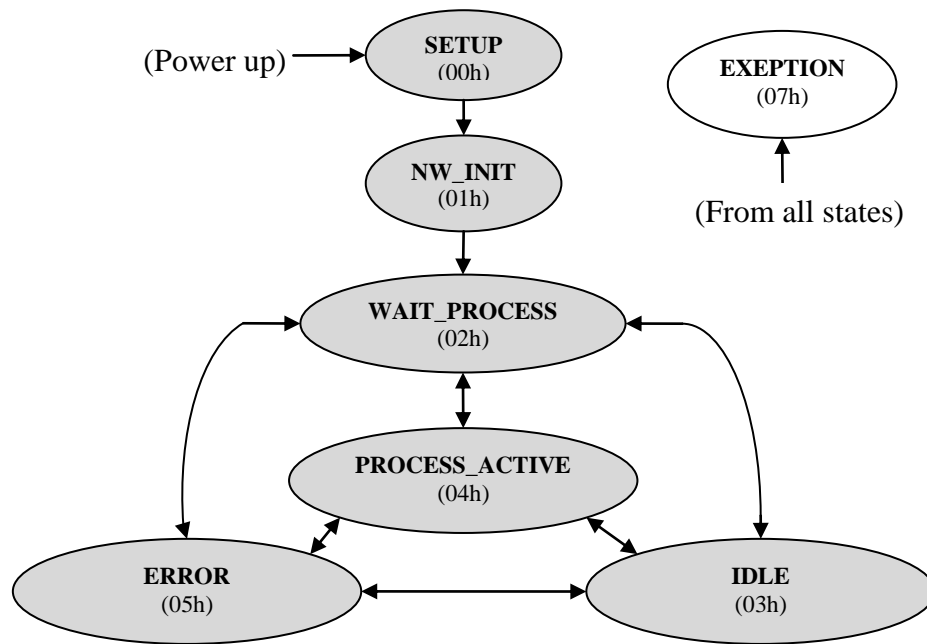 SETUP
(00h)
(Power up)
EXEPTION
(07h)
NW_INIT
(01h)
(From all states)
WAIT_PROCESS
(02h)
PROCESS_ACTIVE
(04h)
ERROR
(05h)
IDLE
(03h)